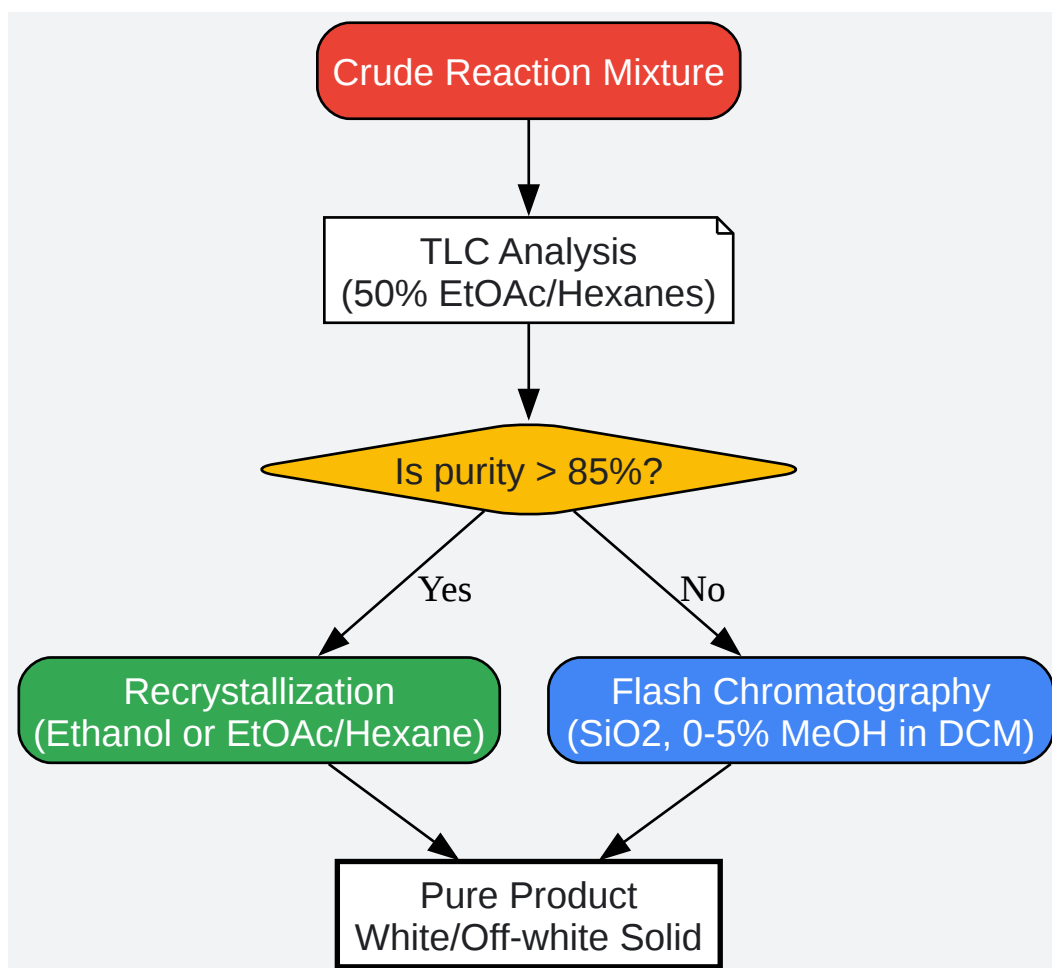 Crude Reaction Mixture
TLC Analysis
(50% EtOAc/Hexanes)
Is purity > 85%?
Yes
No
Recrystallization
(Ethanol or EtOAc/Hexane)
Flash Chromatography
(SiO2, 0-5% MeOH in DCM)
Pure Product
White/Off-white Solid